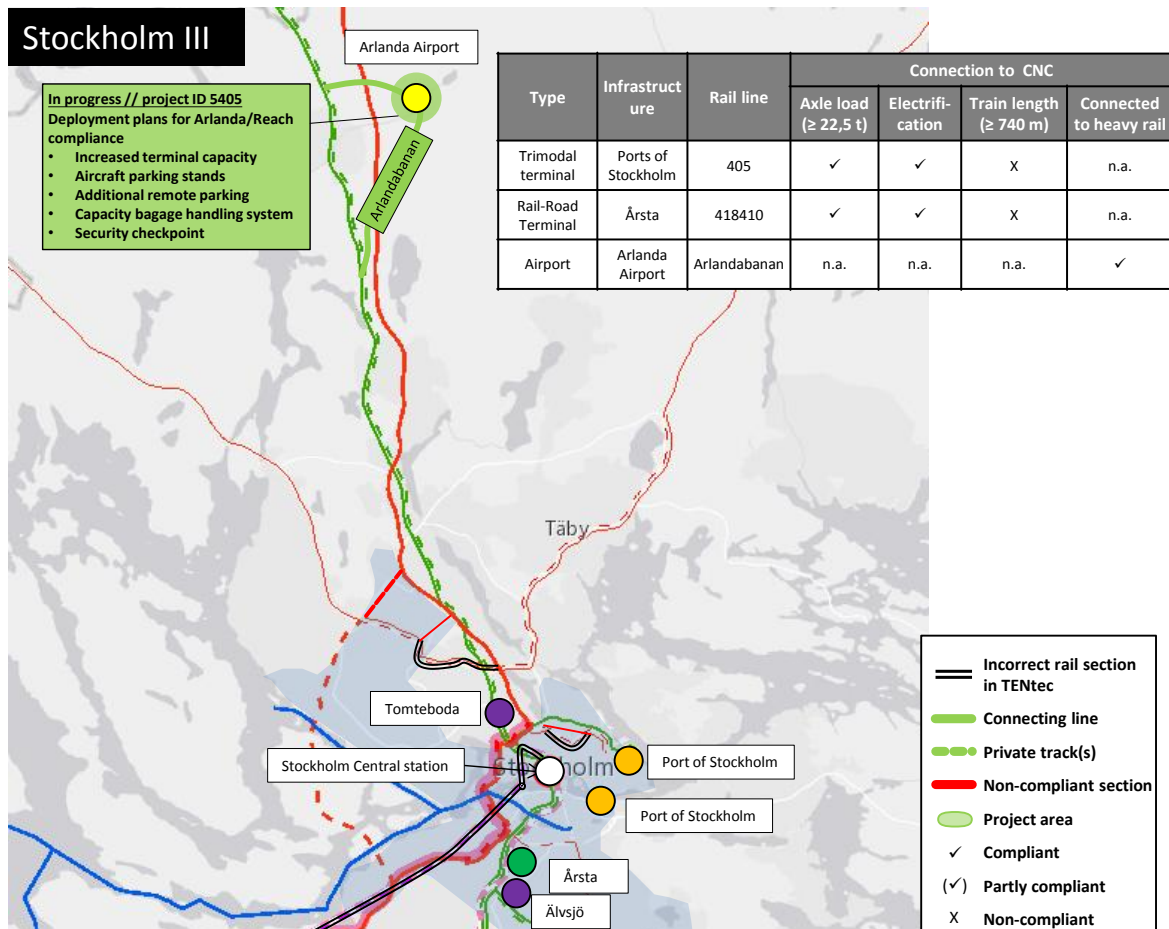 Stockholm III
Arlanda Airport
In progress // project ID 5405
Deployment plans for Arlanda/Reach
compliance
• Increased terminal capacity
• Aircraft parking stands
• Additional remote parking
• Capacity bagage handling system
• Security checkpoint
Arlandabanan
Type
Infrastruct
ure
Rail line
Connection to CNC
Axle load
(≥ 22,5 t)
Electrifi-
cation
Train length
(≥ 740 m)
Connected
to heavy rail
Trimodal
terminal
Ports of
Stockholm
405
✓
✓
X
n.a.
Rail-Road
Terminal
Årsta
418410
✓
✓
X
n.a.
Airport
Arlanda
Airport
Arlandabanan
n.a.
n.a.
n.a.
✓
Täby
Tomteboda
Stockholm Central station
Stockholm
Port of Stockholm
Port of Stockholm
Årsta
Älvsjö
Incorrect rail section
in TENtec
Connecting line
Private track(s)
Non-compliant section
Project area
✓ Compliant
(✓) Partly compliant
X Non-compliant